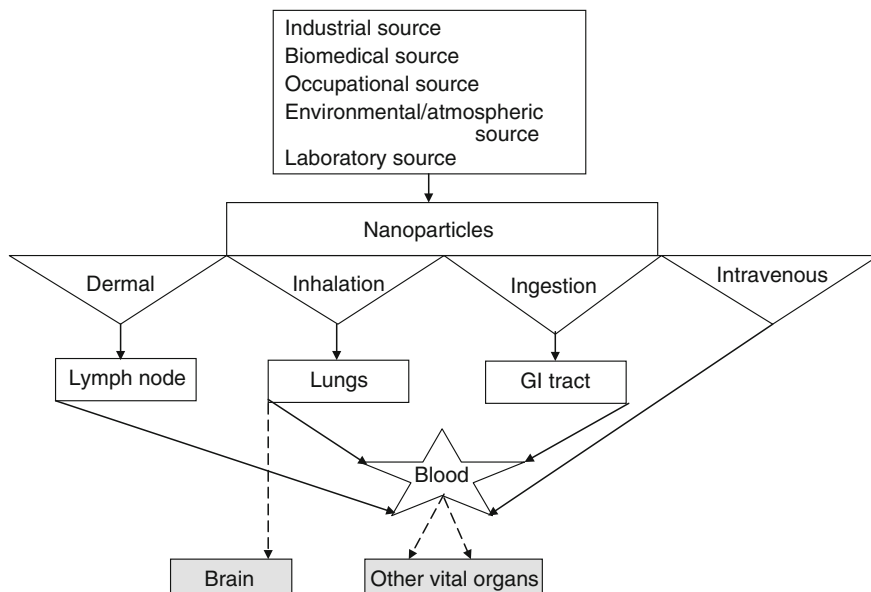 Industrial source
Biomedical source
Occupational source
Environmental/atmospheric
source
Laboratory source
Nanoparticles
Dermal
Inhalation
Ingestion
Intravenous
Lymph node
Lungs
GI tract
Blood
Brain
Other vital organs